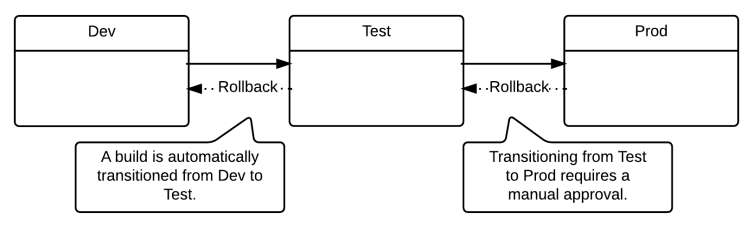 Dev
Test
Prod
Rollback
Rollback
A build is automatically
transitioned from Dev to
Test.
Transitioning from Test
to Prod requires a
manual approval.